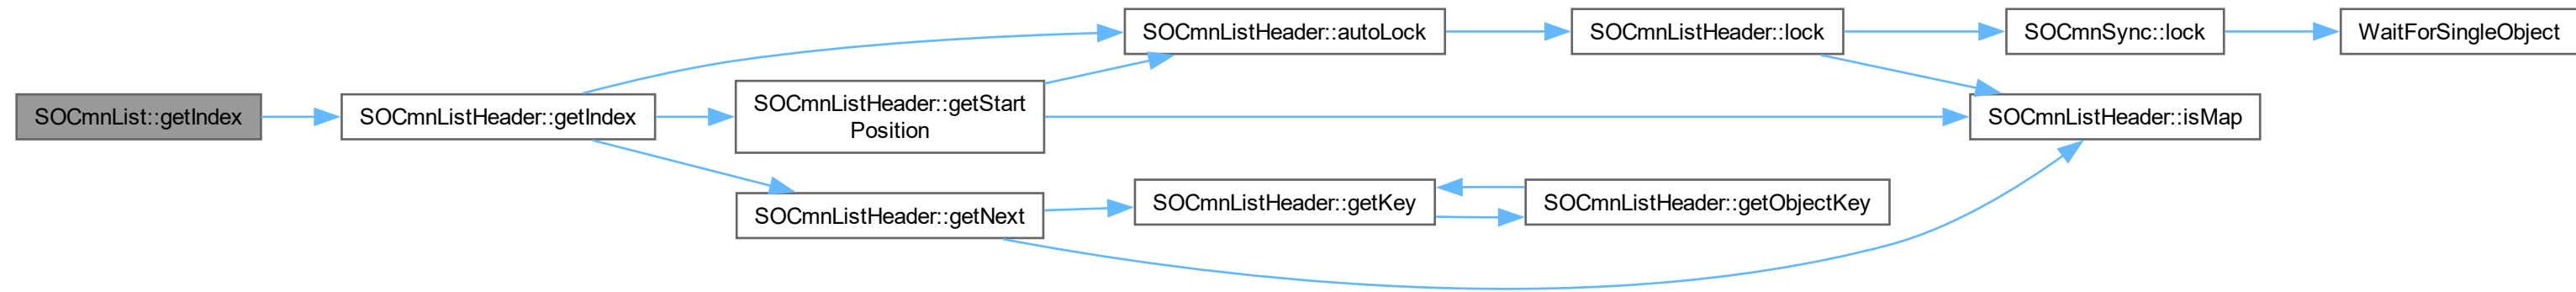 SOCmnList::getIndex
SOCmnListHeader::getIndex
SOCmnListHeader::autoLock
SOCmnListHeader::lock
SOCmnSync::lock
WaitForSingleObject
SOCmnListHeader::getStart
Position
SOCmnListHeader::isMap
SOCmnListHeader::getNext
SOCmnListHeader::getKey
SOCmnListHeader::getObjectKey